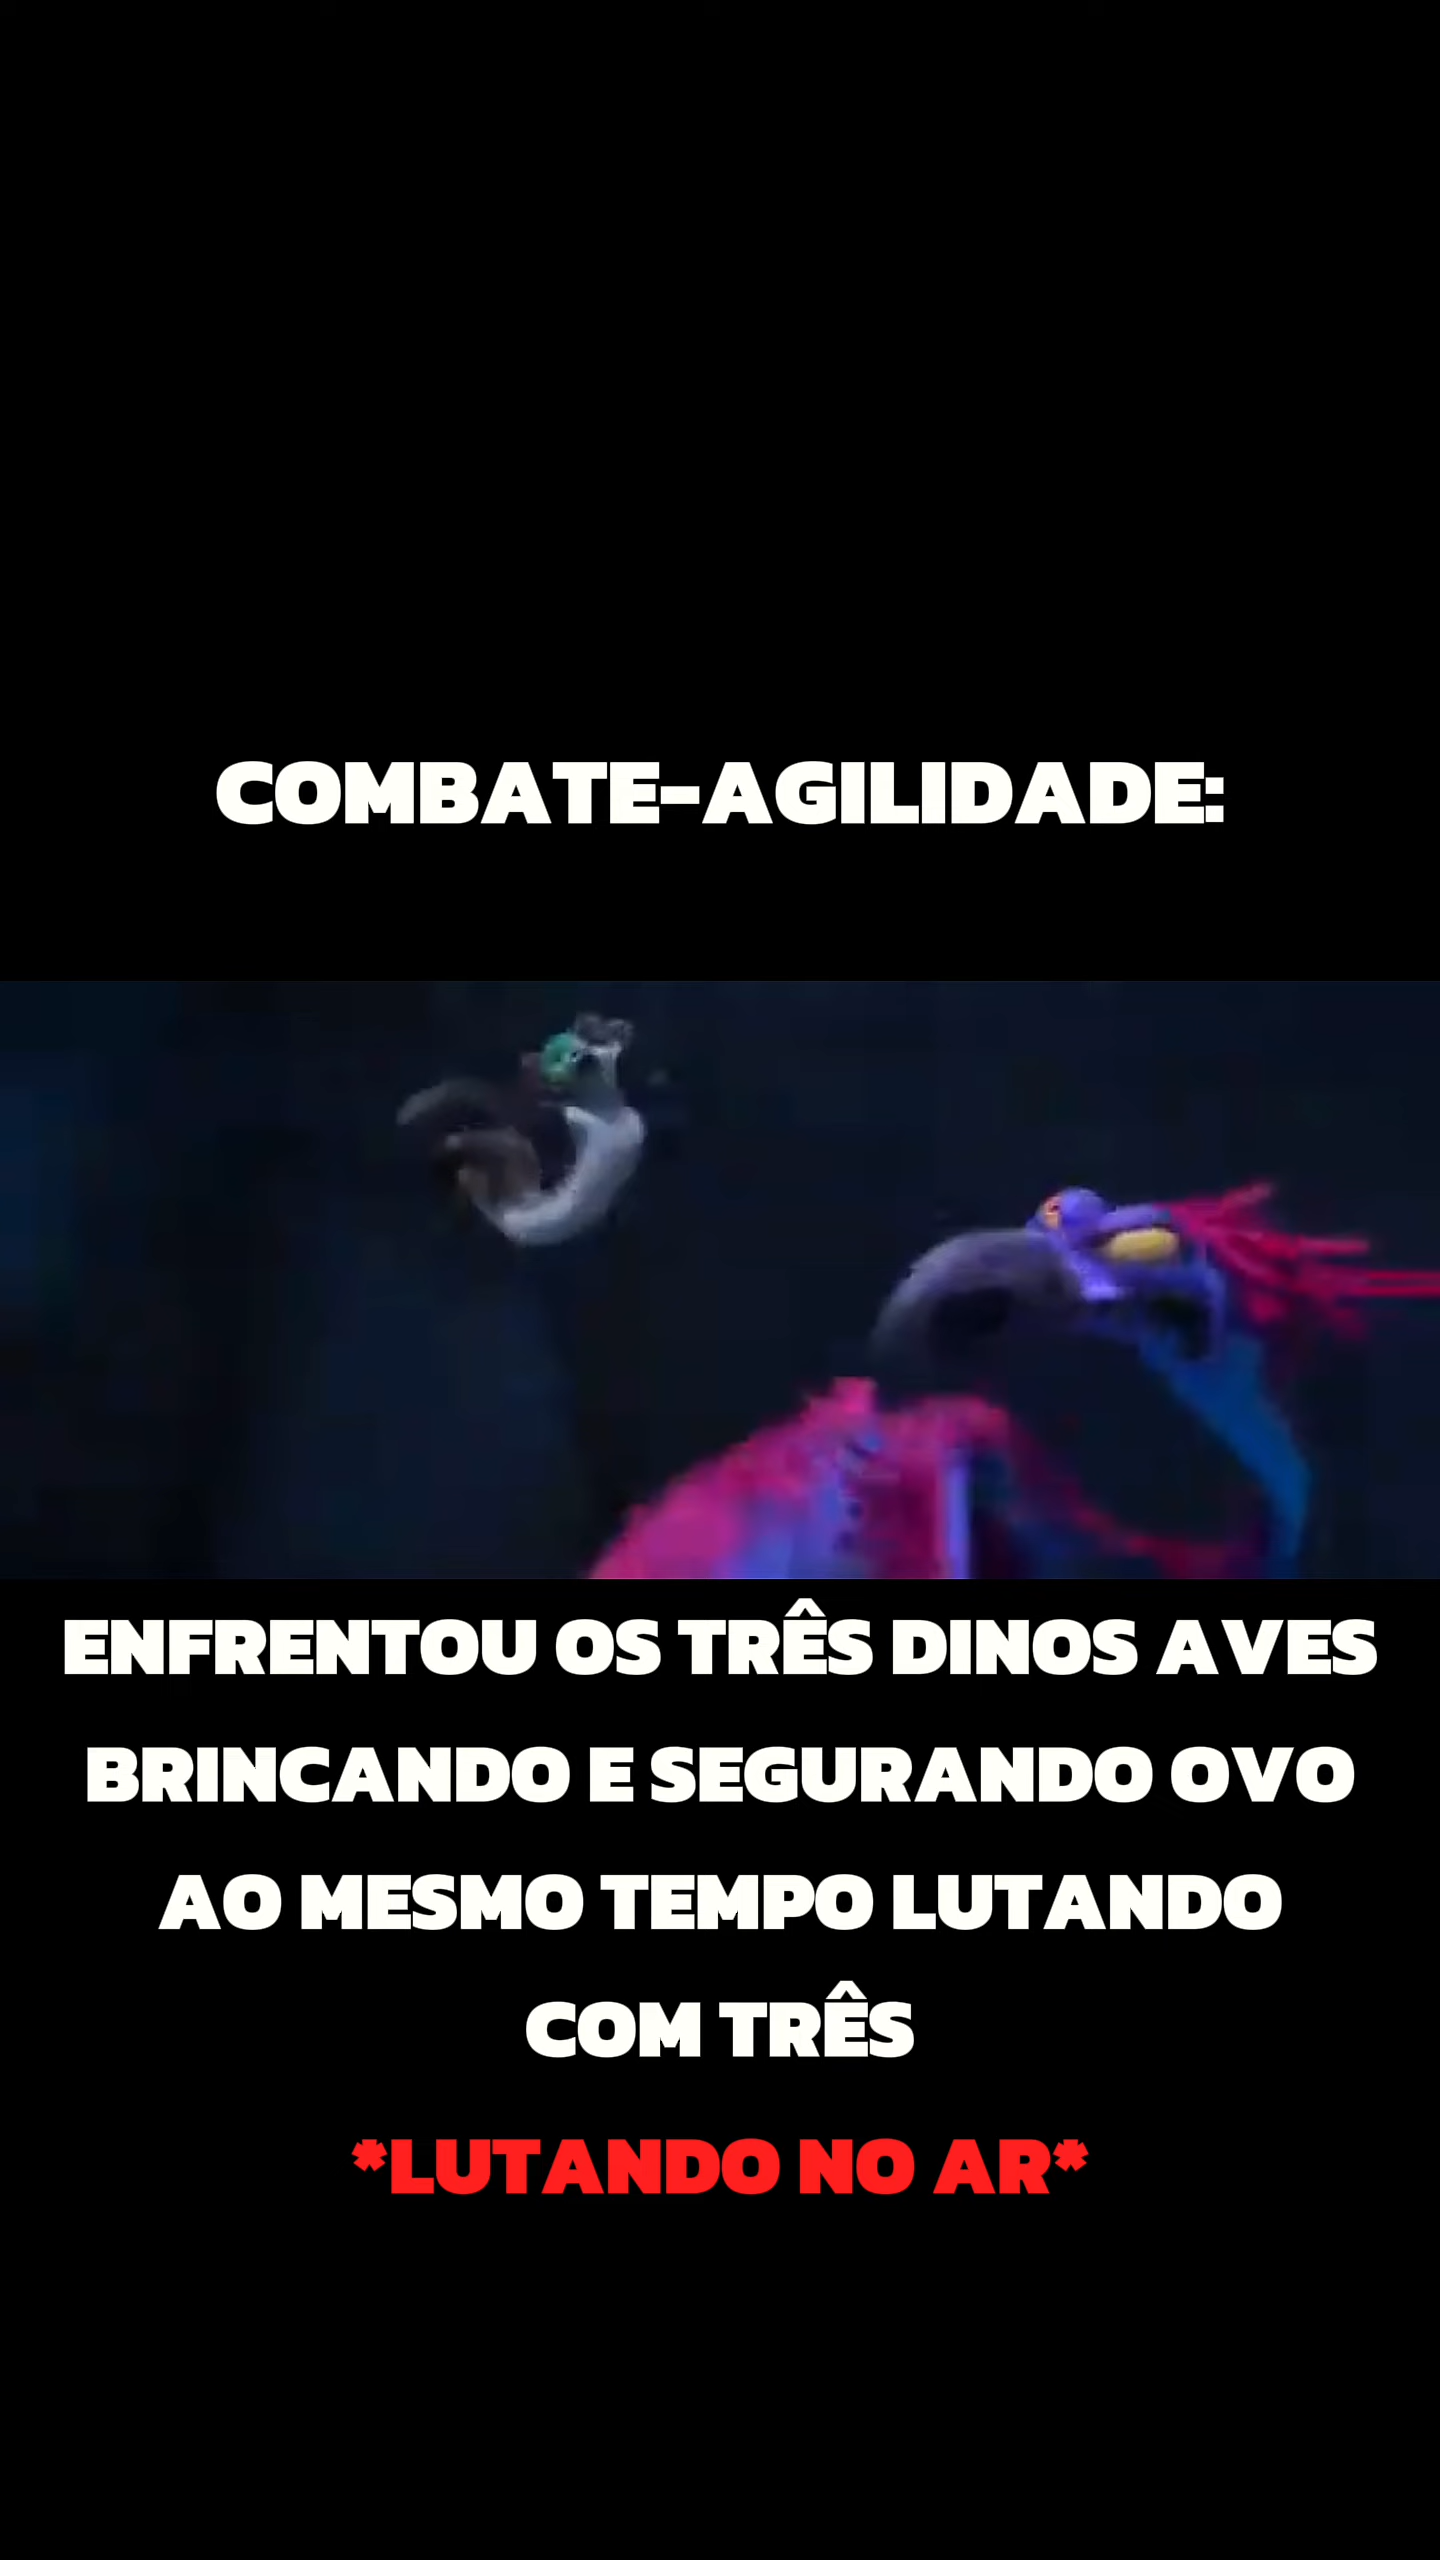 COMBATE-AGILIDADE:
ENFRENTOU OS TRÊS DINOS AVES
BRINCANDO E SEGURANDO OVO
AO MESMO TEMPO LUTANDO
COM TRÊS
*LUTANDO NO AR*